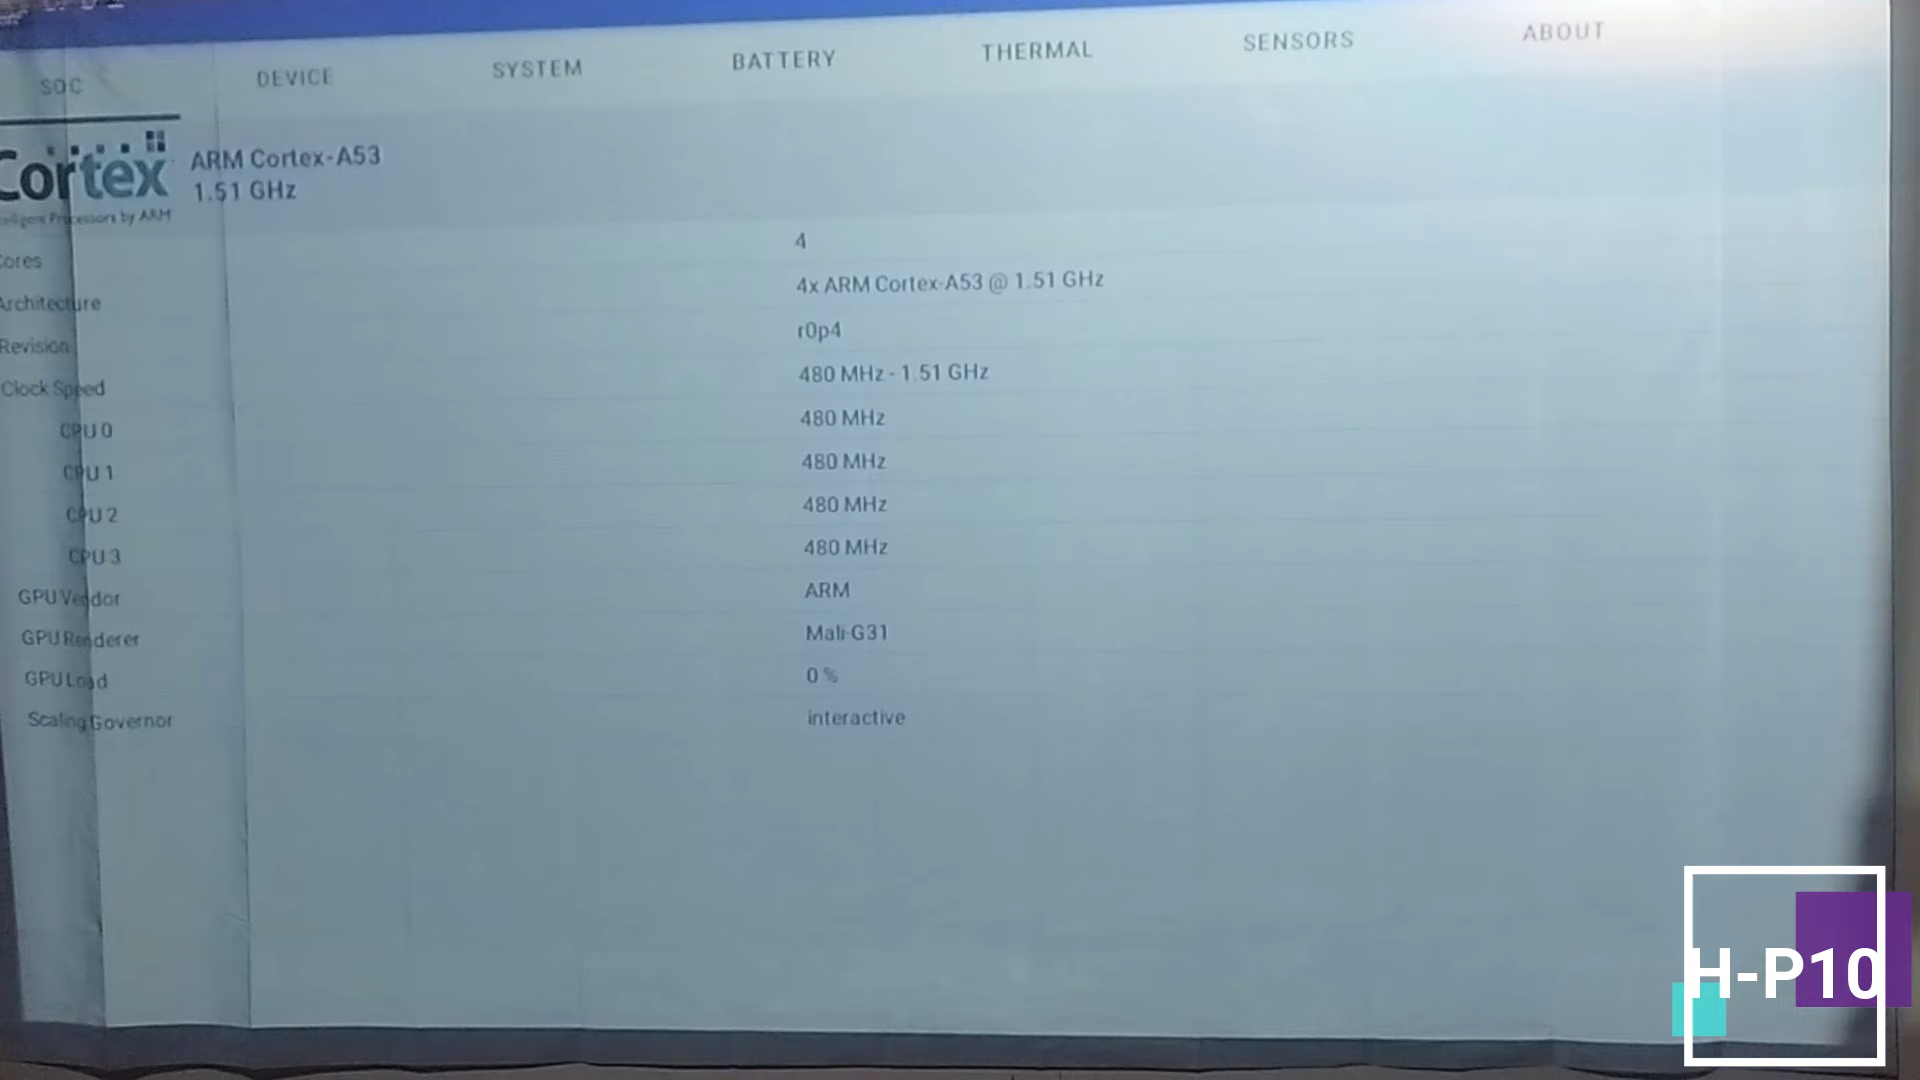 SOC DEVICE SYSTEM BATTERY THERMAL SENSORS ABOUT
Cortex
Processors by ARM
ARM Cortex-A53
1.51 GHz
Cores 4
Architecture 4x ARM Cortex-A53 @ 1.51 GHz
Revision r0p4
Clock Speed 480 MHz - 1.51 GHz
CPU 0 480 MHz
CPU 1 480 MHz
CPU 2 480 MHz
CPU 3 480 MHz
GPU Vendor ARM
GPU Renderer Mali-G31
GPU Load 0 %
Scaling Governor interactive
H-P10